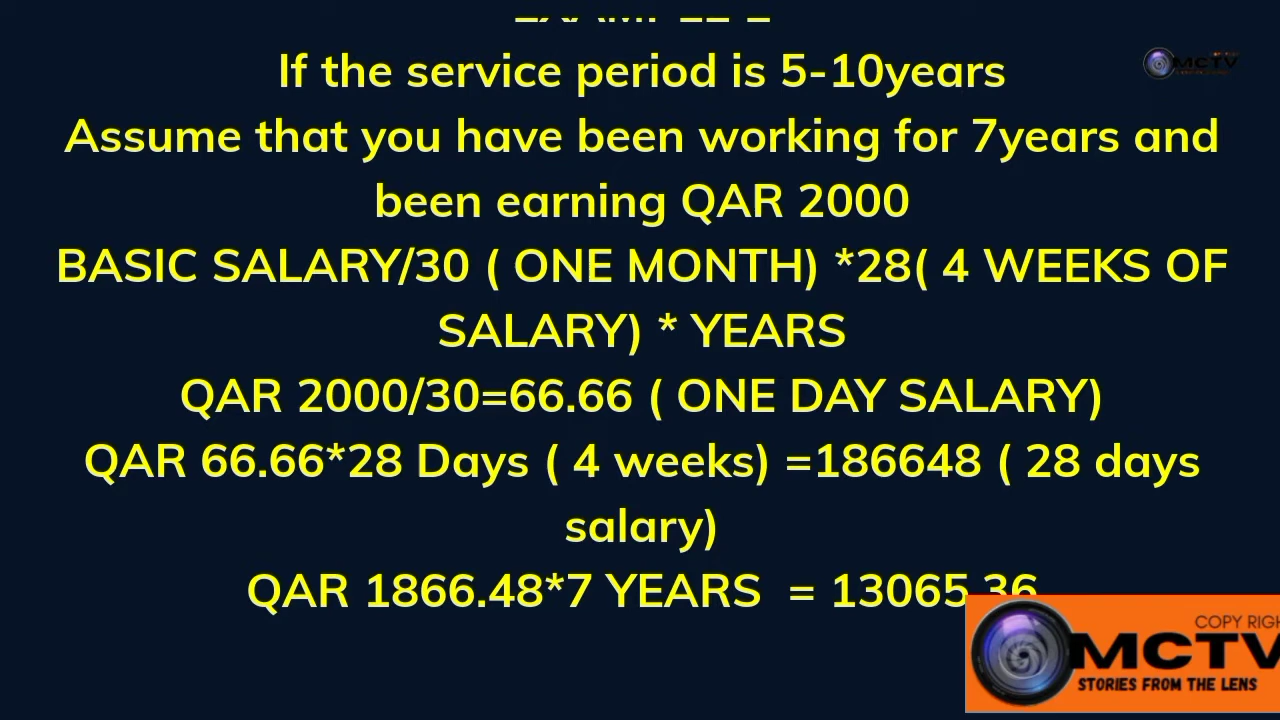 If the service period is 5-10years
Assume that you have been working for 7years and
been earning QAR 2000
BASIC SALARY/30 ( ONE MONTH) *28( 4 WEEKS OF
SALARY) * YEARS
QAR 2000/30=66.66 ( ONE DAY SALARY)
QAR 66.66*28 Days ( 4 weeks) =186648 ( 28 days
salary)
QAR 1866.48*7 YEARS = 13065.36
MCTV
COPY RIGH
MCTV
STORIES FROM THE LENS